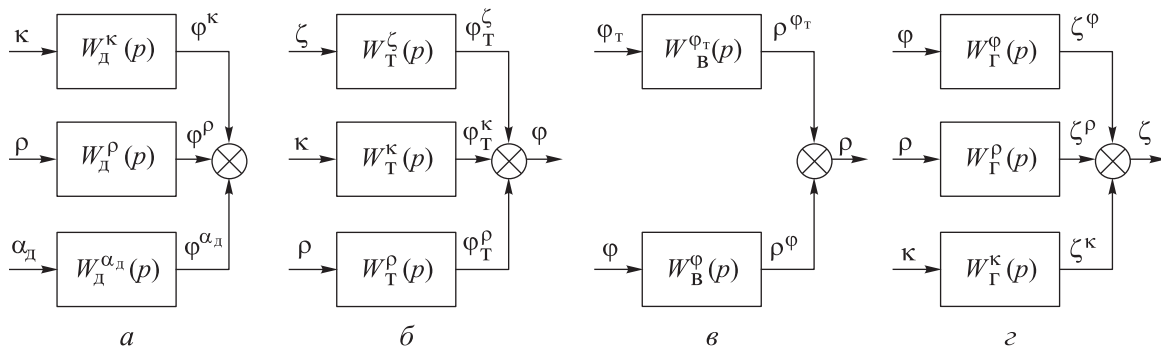 κ W_д^κ(p) φ^κ
ρ W_д^ρ(p) φ^ρ
α_д W_д^{α_д}(p) φ^{α_д}
а
ζ W_т^ζ(p) φ_т^ζ
κ W_т^κ(p) φ_т^κ φ
ρ W_т^ρ(p) φ_т^ρ
б
φ_т W_в^{φ_т}(p) ρ^{φ_т}
ρ
φ W_в^φ(p) ρ^φ
в
φ W_г^φ(p) ζ^φ
ρ W_г^ρ(p) ζ^ρ ζ
κ W_г^κ(p) ζ^κ
г